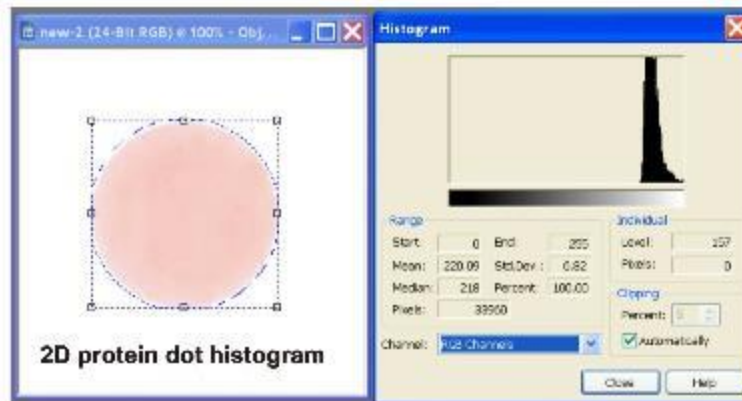 new-2 (24-Bit RGB) @ 100% - Obj...
2D protein dot histogram
Histogram
Range
Start: 0 End: 255
Mean: 220.09 Std.Dev: 6.82
Median: 218 Percent: 100.00
Pixels: 33960
Individual
Level: 157
Pixels: 0
Clipping
Percent:
Automatically
Channel: RGB Channels
Close Help